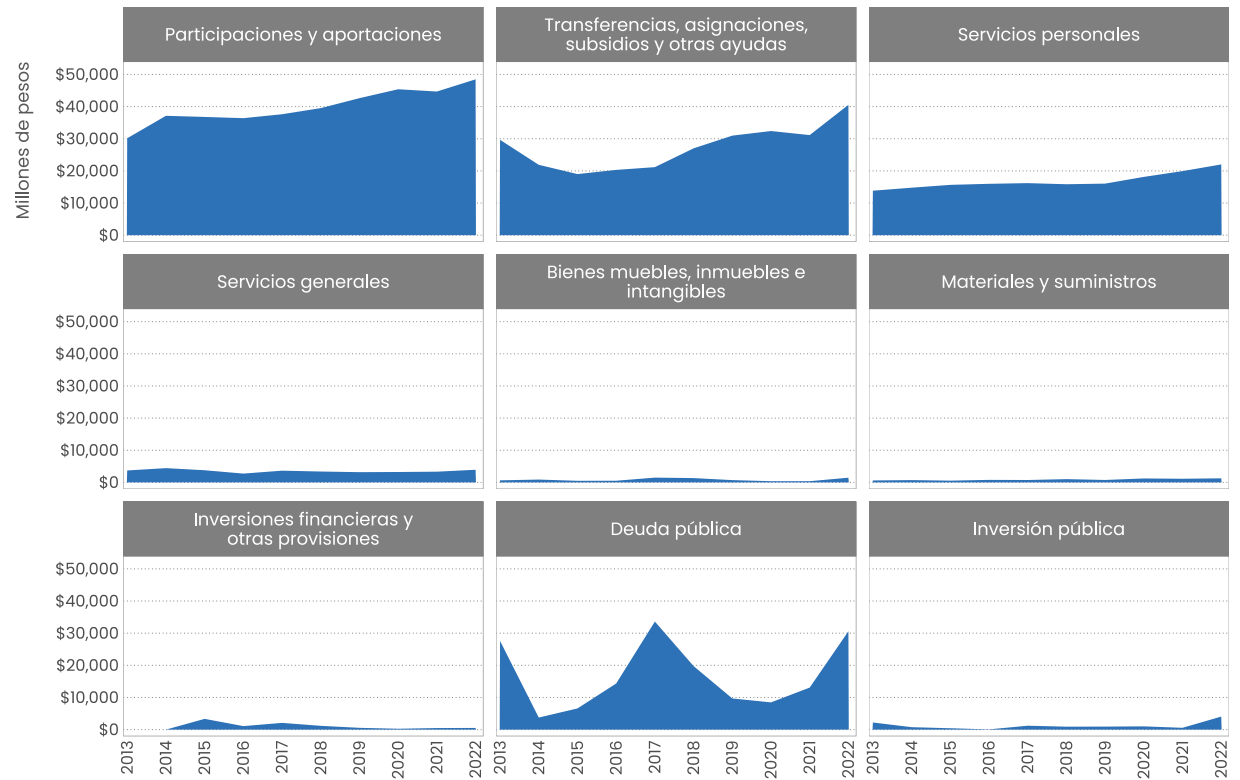 Participaciones y aportaciones
Transferencias, asignaciones,
subsidios y otras ayudas
Servicios personales
Millones de pesos
$50,000
$40,000
$30,000
$20,000
$10,000
$0
Servicios generales
Bienes muebles, inmuebles e
intangibles
Materiales y suministros
$50,000
$40,000
$30,000
$20,000
$10,000
$0
Inversiones financieras y
otras provisiones
Deuda pública
Inversión pública
$50,000
$40,000
$30,000
$20,000
$10,000
$0
2013 2014 2015 2016 2017 2018 2019 2020 2021 2022
2013 2014 2015 2016 2017 2018 2019 2020 2021 2022
2013 2014 2015 2016 2017 2018 2019 2020 2021 2022